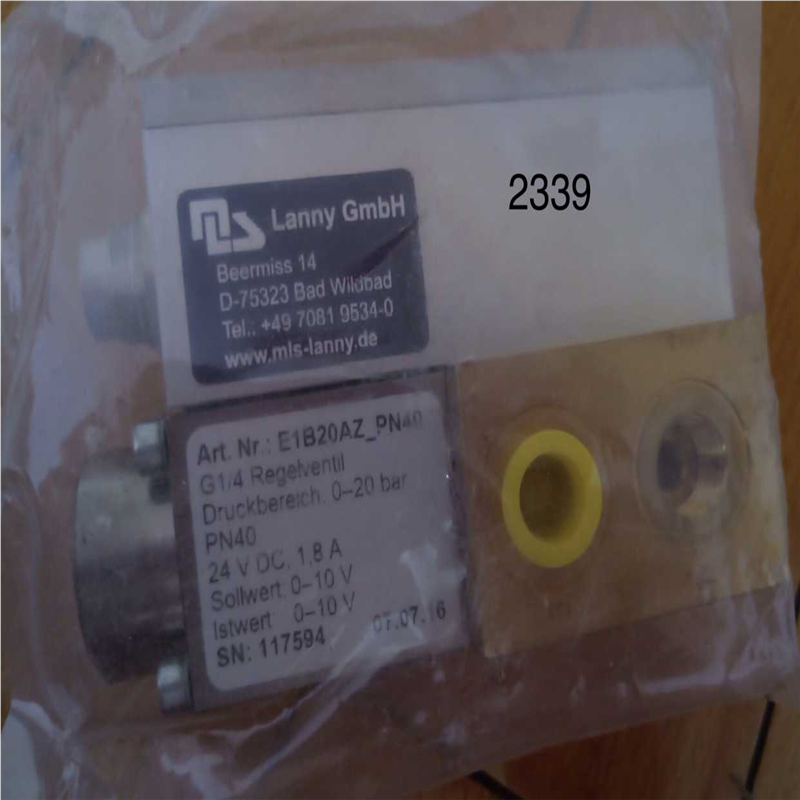 MLS Lanny GmbH
Beermiss 14
D-75323 Bad Wildbad
Tel.: +49 7081 9534-0
www.mls-lanny.de
2339
Art. Nr.: E1B20AZ_PN40
G1/4 Regelventil
Druckbereich. 0–20 bar
PN40
24 V DC, 1,8 A
Sollwert 0–10 V
Istwert 0–10 V
SN: 117594 07.07.16